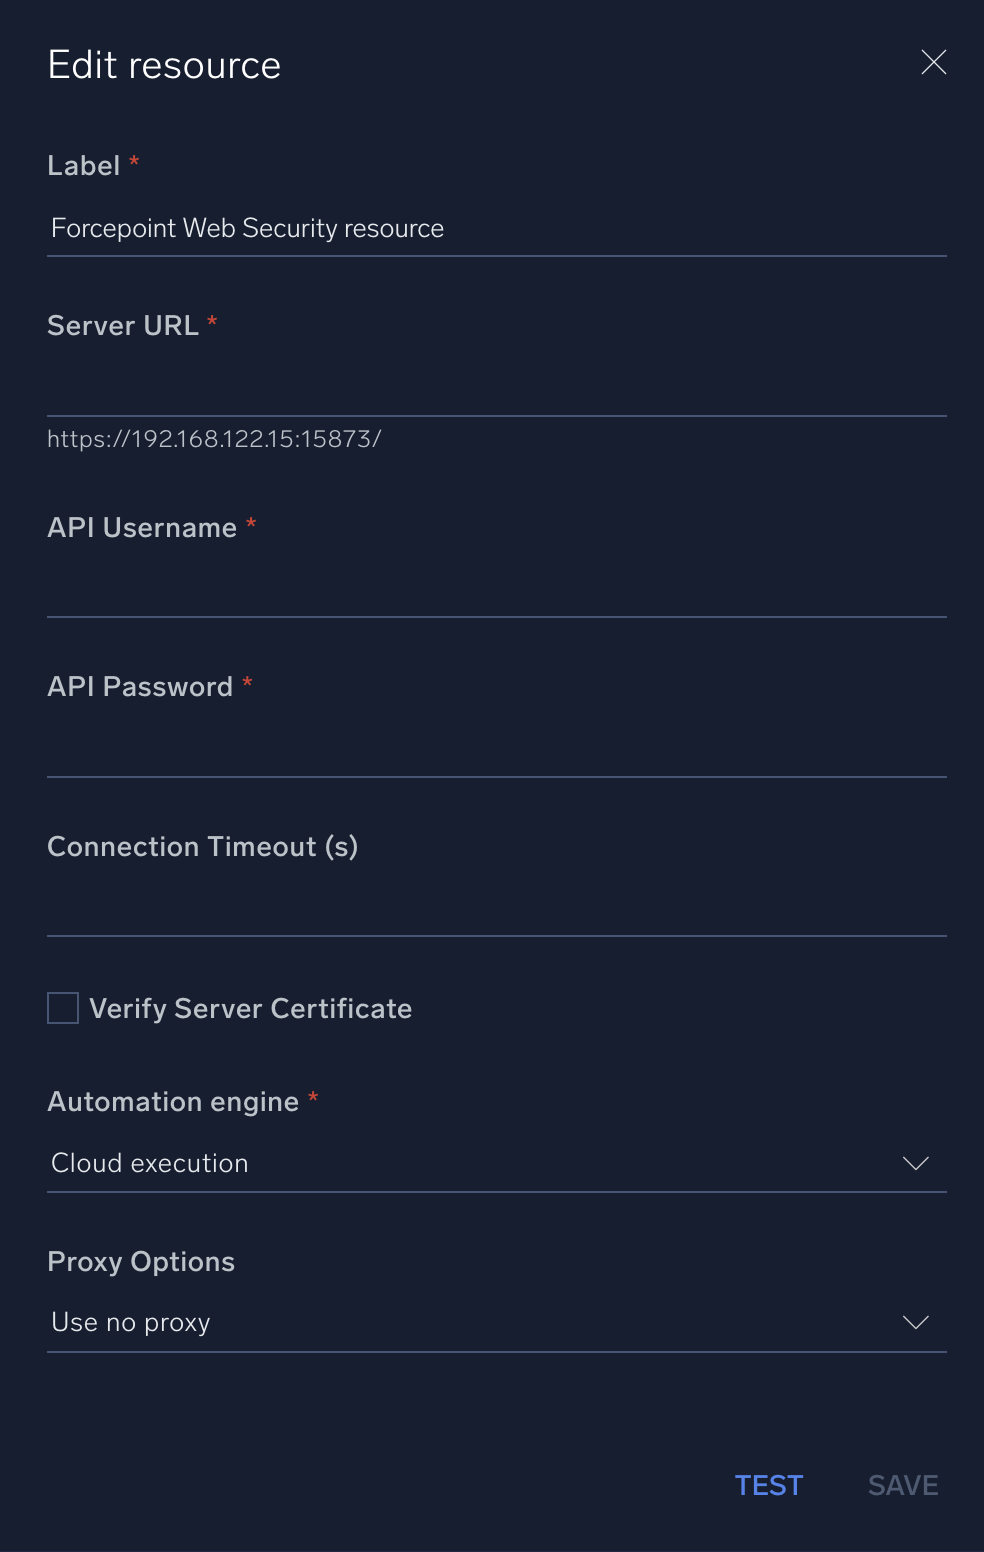 Edit resource
Label *
Forcepoint Web Security resource
Server URL *
https://192.168.122.15:15873/
API Username *
API Password *
Connection Timeout (s)
Verify Server Certificate
Automation engine *
Cloud execution
Proxy Options
Use no proxy
TEST SAVE